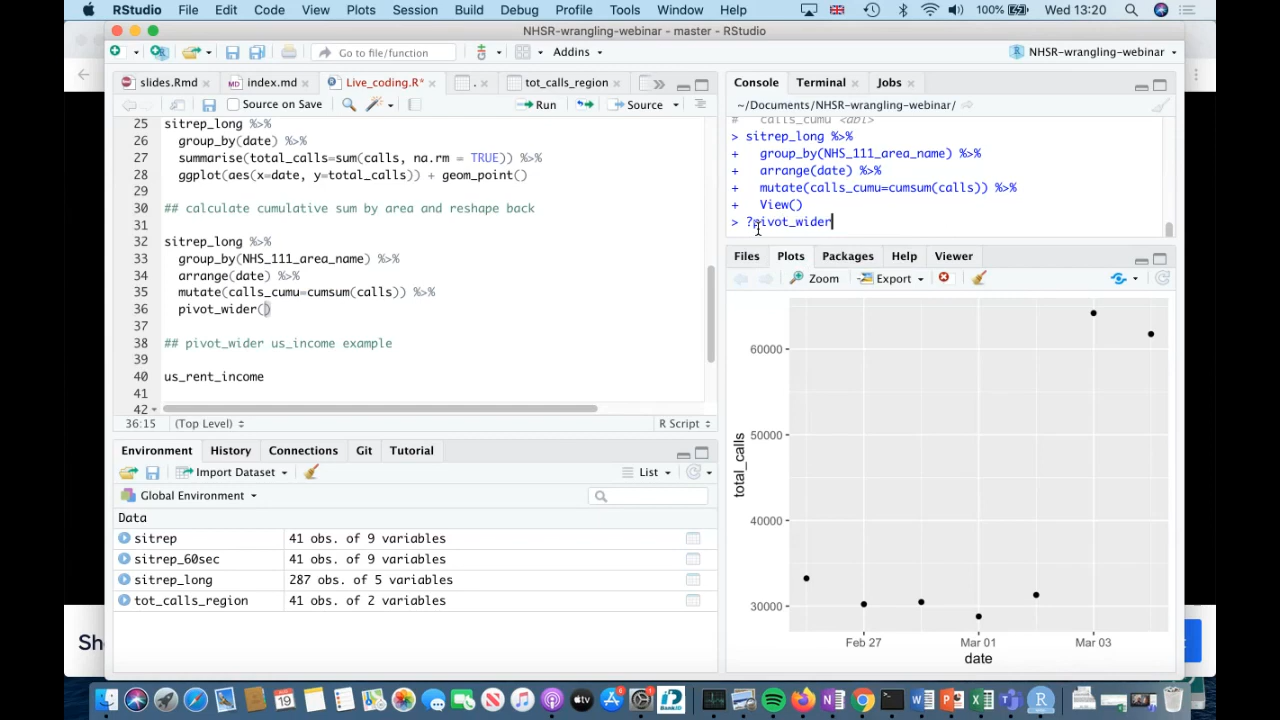 RStudio File Edit Code View Plots Session Build Debug Profile Tools Window Help 100% Wed 13:20
NHSR-wrangling-webinar - master - RStudio
Go to file/function Addins NHSR-wrangling-webinar
slides.Rmd index.md Live_coding.R* . tot_calls_region
Source on Save Run Source
25 sitrep_long %>%
26 group_by(date) %>%
27 summarise(total_calls=sum(calls, na.rm = TRUE)) %>%
28 ggplot(aes(x=date, y=total_calls)) + geom_point()
29
30 ## calculate cumulative sum by area and reshape back
31
32 sitrep_long %>%
33 group_by(NHS_111_area_name) %>%
34 arrange(date) %>%
35 mutate(calls_cumu=cumsum(calls)) %>%
36 pivot_wider()
37
38 ## pivot_wider us_income example
39
40 us_rent_income
41
42
36:15 (Top Level) R Script
Environment History Connections Git Tutorial
Import Dataset List
Global Environment
Data
sitrep 41 obs. of 9 variables
sitrep_60sec 41 obs. of 9 variables
sitrep_long 287 obs. of 5 variables
tot_calls_region 41 obs. of 2 variables
Console Terminal Jobs
~/Documents/NHSR-wrangling-webinar/
# calls_cumu <dbl>
> sitrep_long %>%
+ group_by(NHS_111_area_name) %>%
+ arrange(date) %>%
+ mutate(calls_cumu=cumsum(calls)) %>%
+ View()
> ?pivot_wider
Files Plots Packages Help Viewer
Zoom Export
60000
50000
40000
30000
total_calls
Feb 27 Mar 01 Mar 03
date
Sh
19
BankID